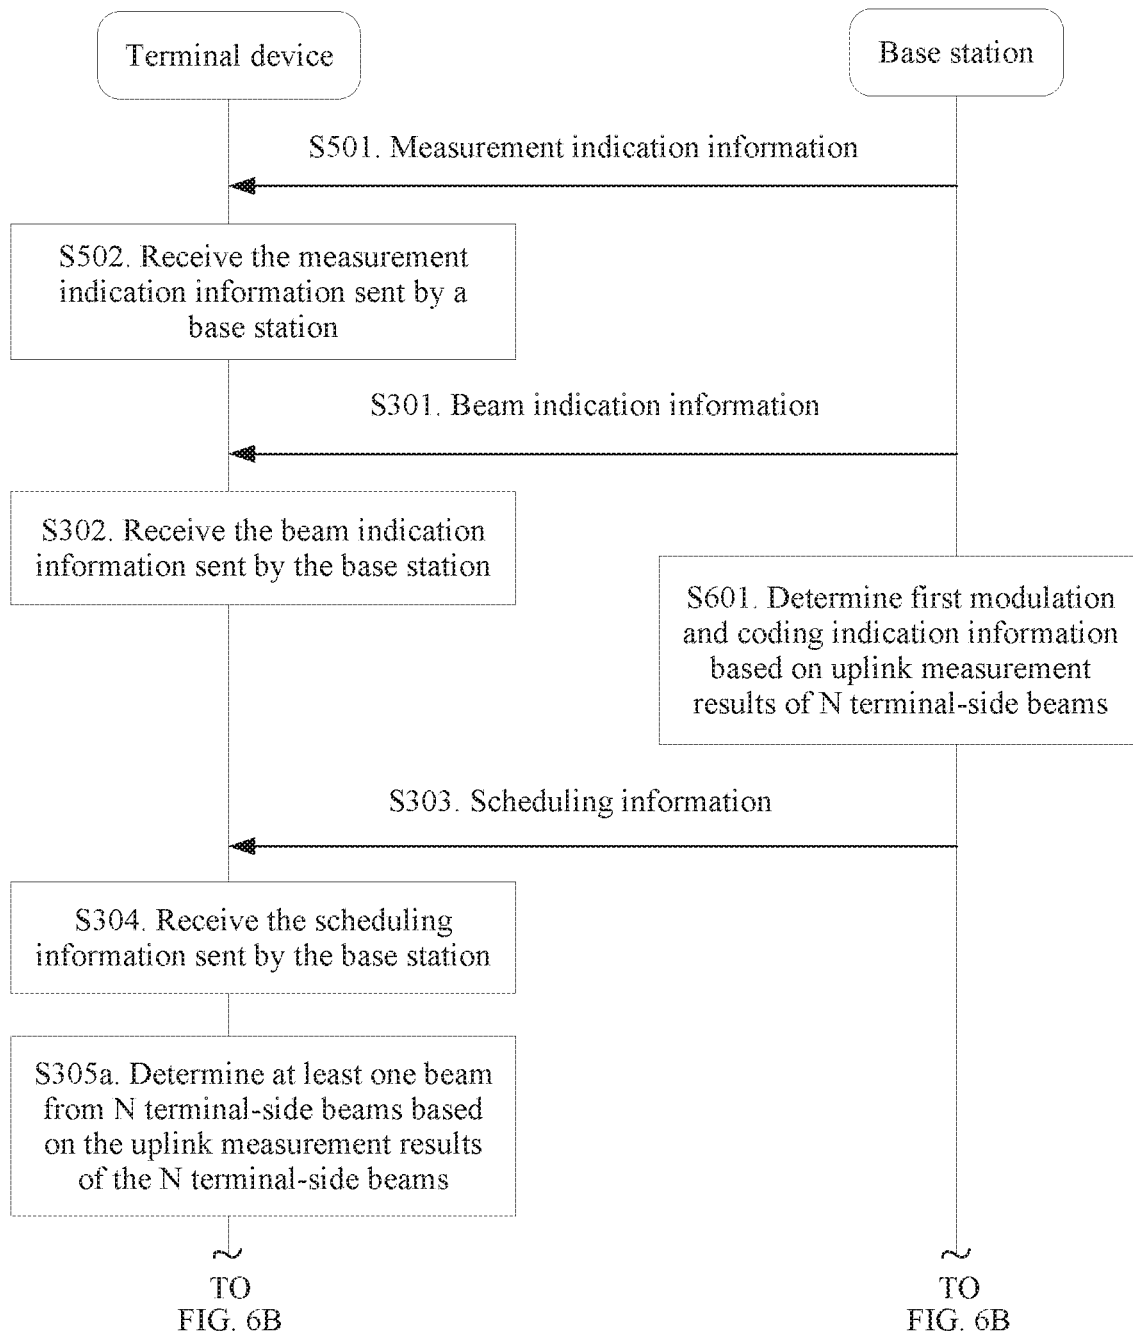 Terminal device
Base station
S501. Measurement indication information
S502. Receive the measurement
indication information sent by a
base station
S301. Beam indication information
S302. Receive the beam indication
information sent by the base station
S601. Determine first modulation
and coding indication information
based on uplink measurement
results of N terminal-side beams
S303. Scheduling information
S304. Receive the scheduling
information sent by the base station
S305a. Determine at least one beam
from N terminal-side beams based
on the uplink measurement results
of the N terminal-side beams
TO
FIG. 6B
TO
FIG. 6B